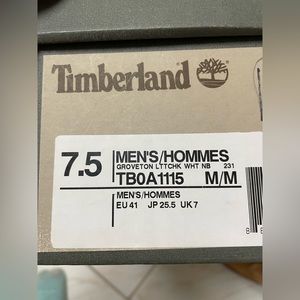 Timberland
7.5 MEN'S/HOMMES
GROVETON LTTCHK WHT NB 231
TB0A1115 M/M
MEN'S/HOMMES
EU 41 JP 25.5 UK 7